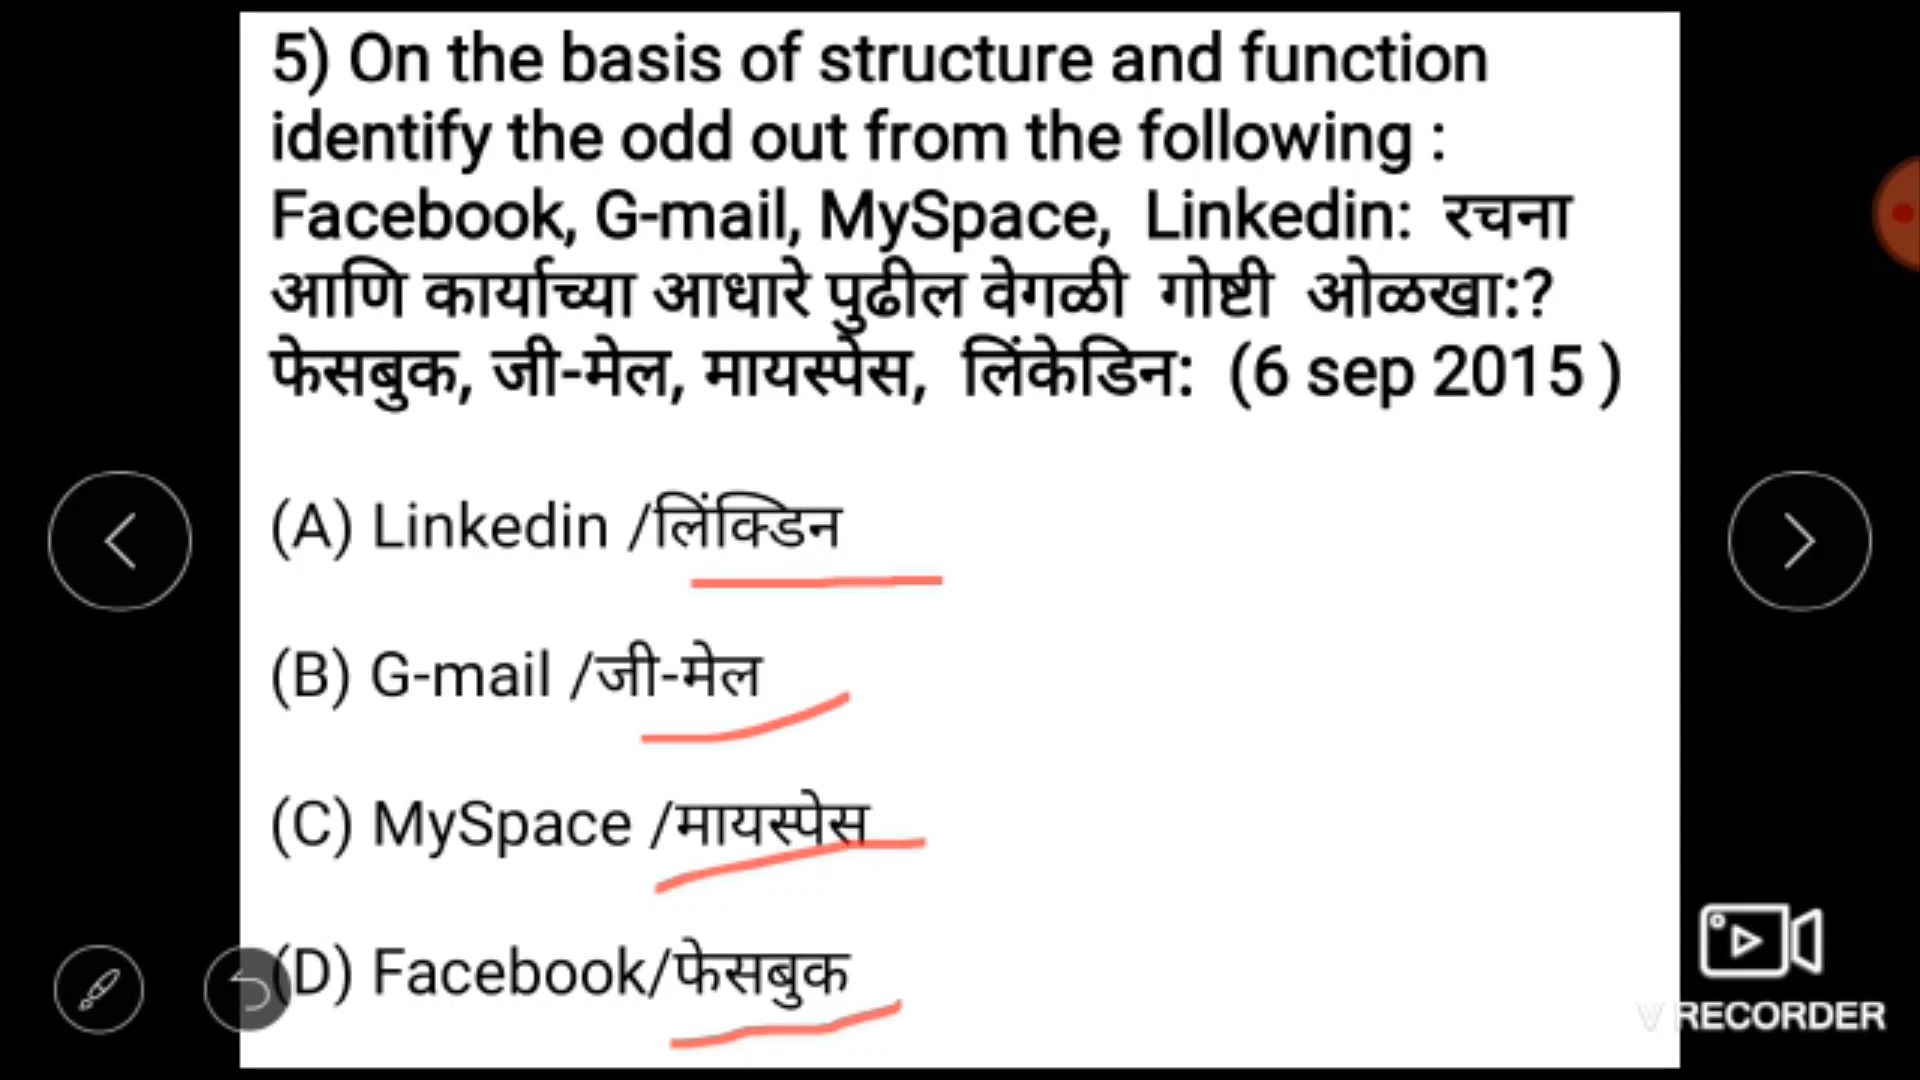 5) On the basis of structure and function
identify the odd out from the following :
Facebook, G-mail, MySpace, Linkedin: रचना
आणि कार्याच्या आधारे पुढील वेगळी गोष्टी ओळखा:?
फेसबुक, जी-मेल, मायस्पेस, लिंकेडिन: (6 sep 2015 )
(A) Linkedin /लिंक्डिन
(B) G-mail /जी-मेल
(C) MySpace /मायस्पेस
(D) Facebook/फेसबुक
V RECORDER